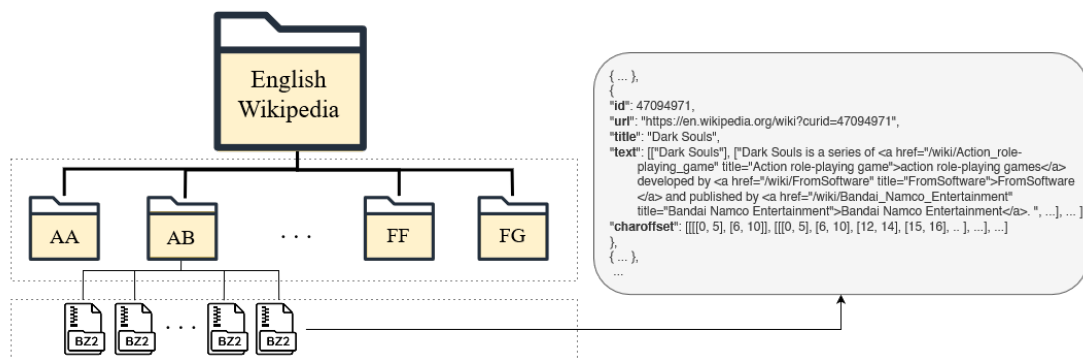 English
Wikipedia
AA
AB
. . .
FF
FG
BZ2
BZ2
. . .
BZ2
BZ2
{ ... },
{
"id": 47094971,
"url": "https://en.wikipedia.org/wiki?curid=47094971",
"title": "Dark Souls",
"text": [["Dark Souls"], ["Dark Souls is a series of <a href="/wiki/Action_role-
playing_game" title="Action role-playing game">action role-playing games</a>
developed by <a href="/wiki/FromSoftware" title="FromSoftware">FromSoftware
</a> and published by <a href="/wiki/Bandai_Namco_Entertainment"
title="Bandai Namco Entertainment">Bandai Namco Entertainment</a>. ", ...], ... ]
"charoffset": [[[[0, 5], [6, 10]], [[[0, 5], [6, 10], [12, 14], [15, 16], .. ], ...], ...]
},
{ ... },
...